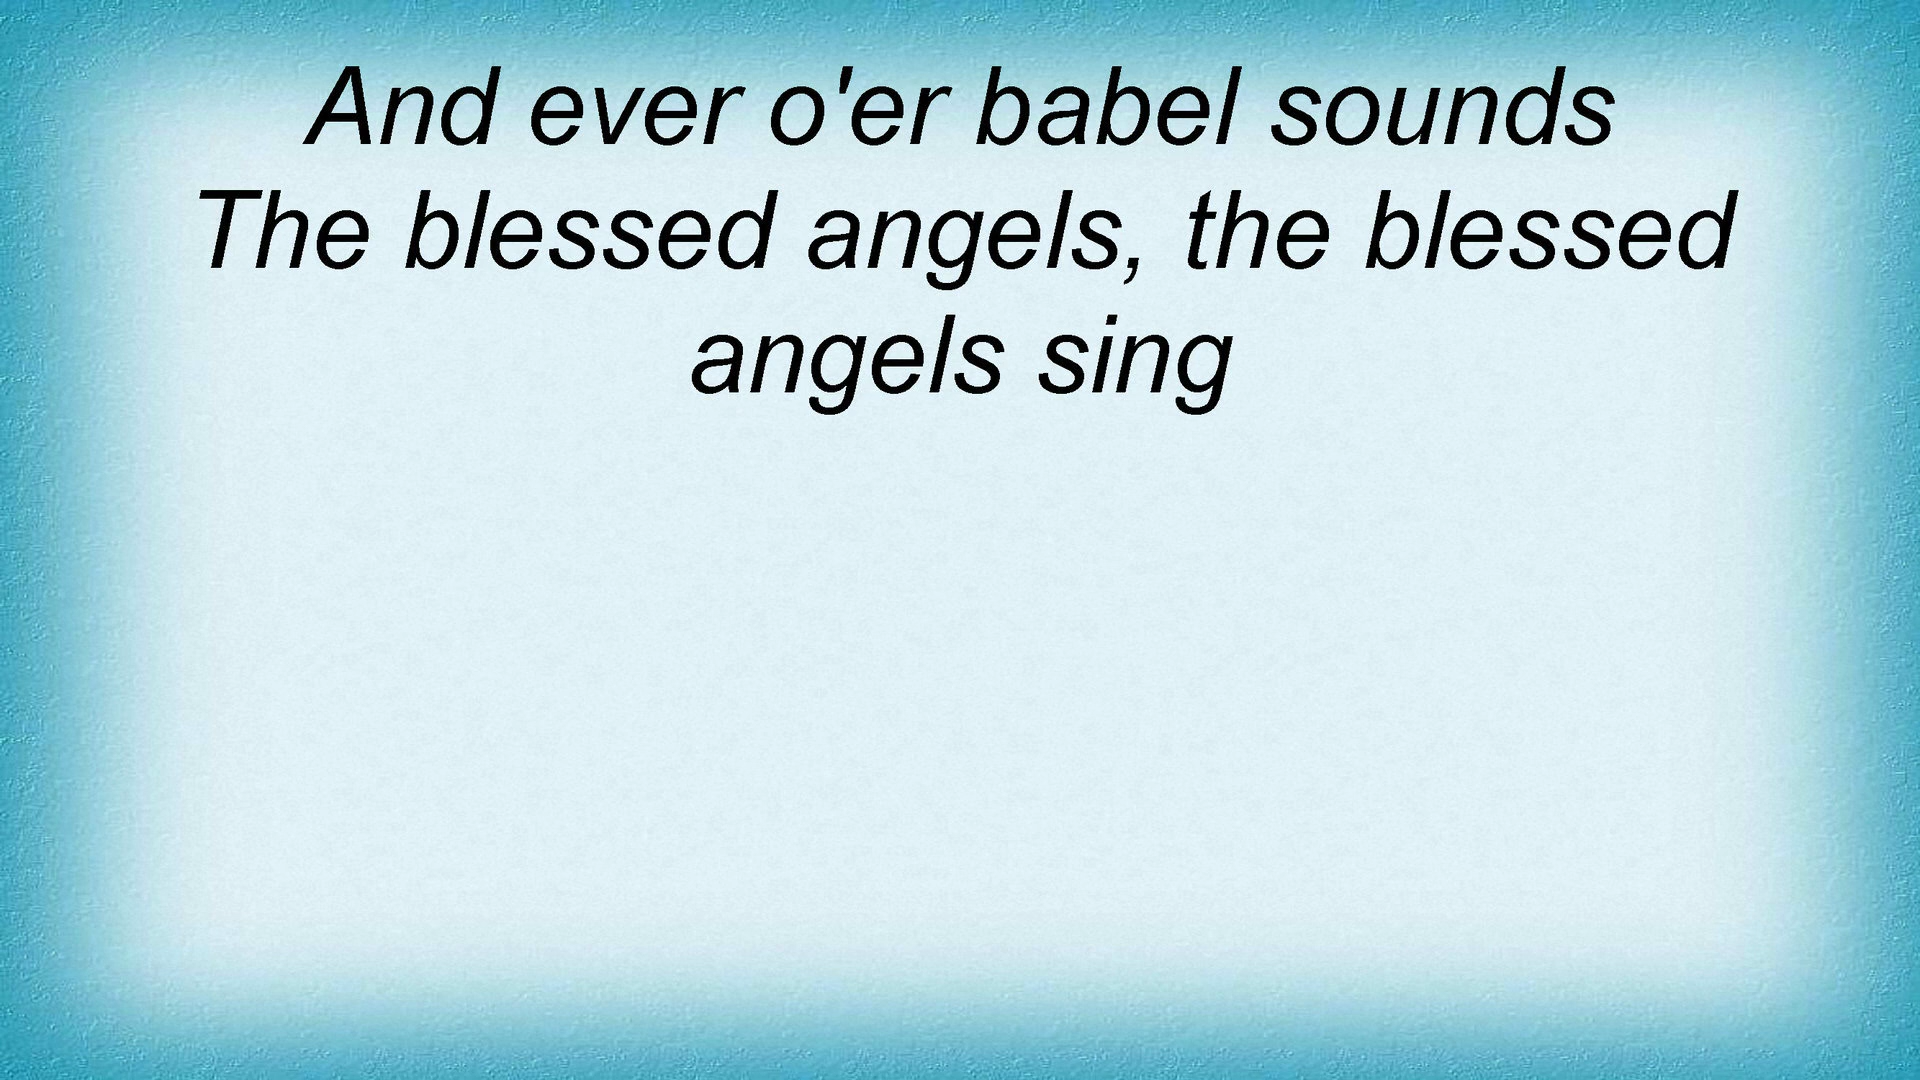 And ever o'er babel sounds
The blessed angels, the blessed
angels sing